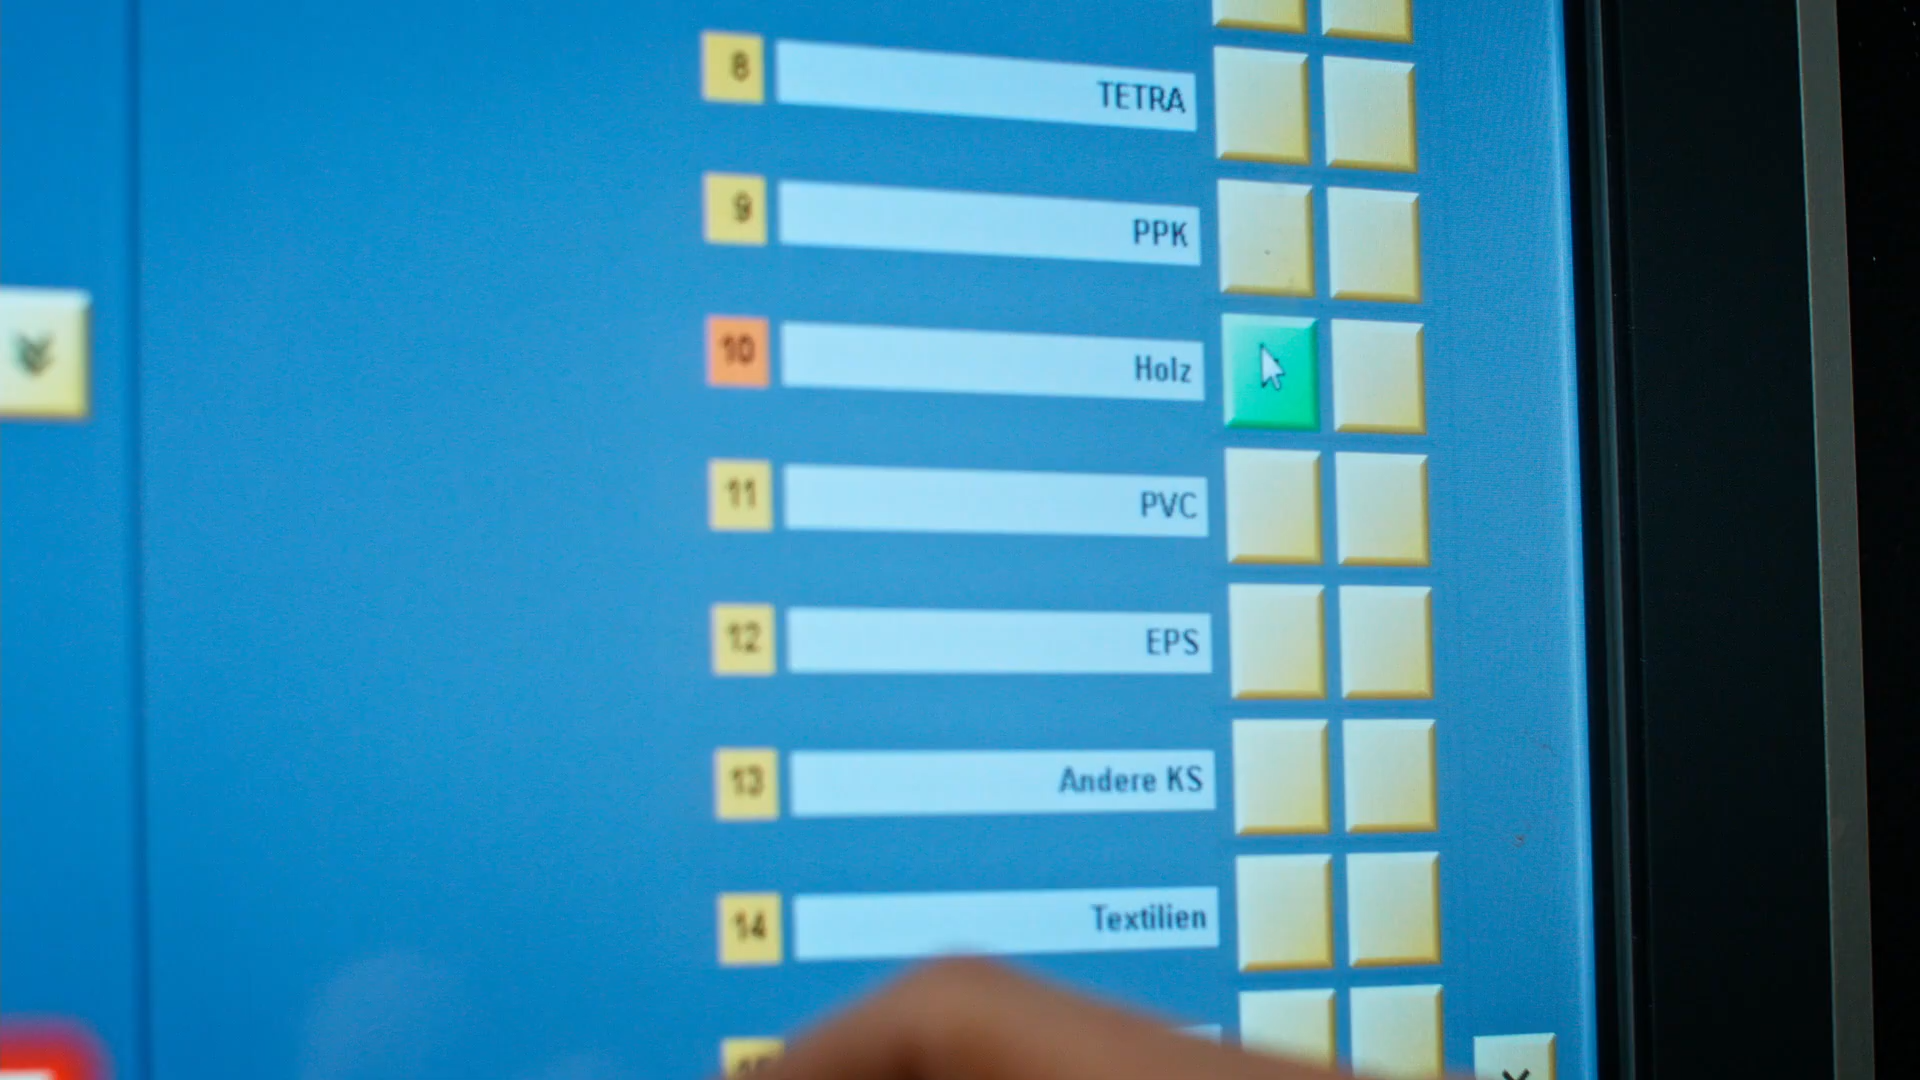 8 TETRA
9 PPK
10 Holz
11 PVC
12 EPS
13 Andere KS
14 Textilien